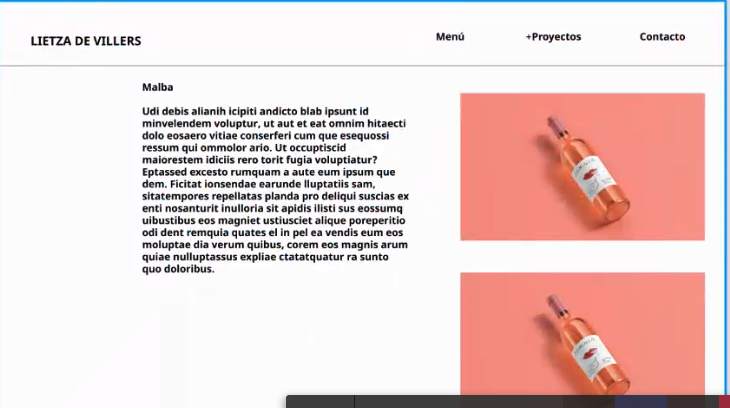 LIETZA DE VILLERS
Menú
+Proyectos
Contacto
Malba
Udi debis alianih icipiti andicto blab ipsunt id
minvelendem voluptur, ut aut et eat omnim hitaecti
dolo eosaero vitiae conserferi cum que esequossi
ressum qui ommolor ario. Ut occuptiscid
maiorestem idiciis rero torit fugia voluptiatur?
Eptassed excesto rumquam a aute eum ipsum que
dem. Ficitat ionsendae earunde lluptatiis sam,
sitatempores repellatas planda pro deliqui suscias ex
enti nosanturit inulloria sit apidis ilisti sus eossumq
uibustibus eos magniet ustiusciet alique poreperitio
odi dent remquia quates el in pel ea vendis eum eos
moluptae dia verum quibus, corem eos magnis arum
quiae nulluptassus expliae ctatatquatur ra sunto
quo doloribus.